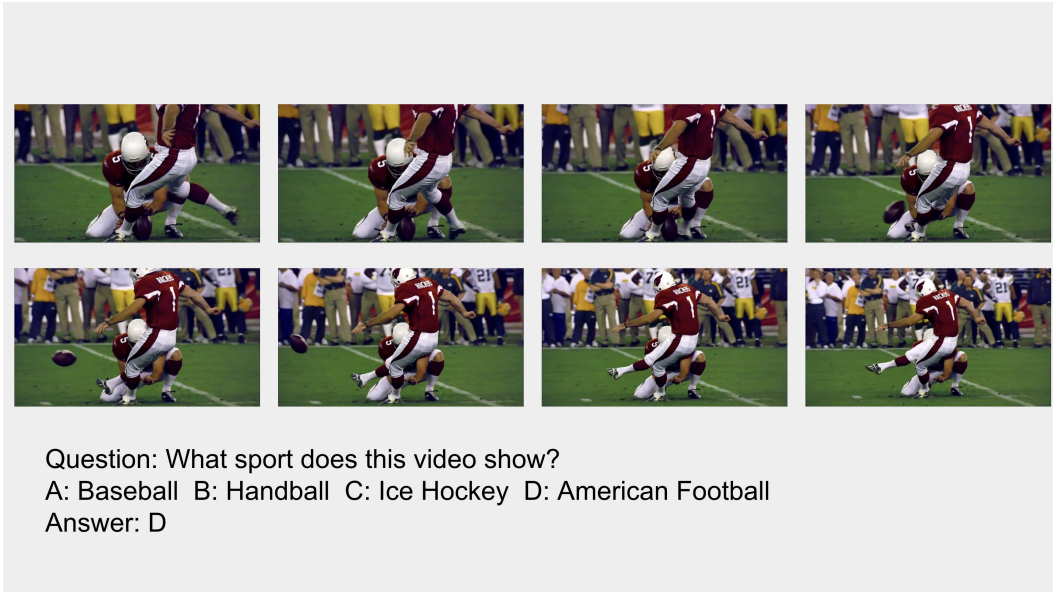 Question: What sport does this video show?
A: Baseball  B: Handball  C: Ice Hockey  D: American Football
Answer: D